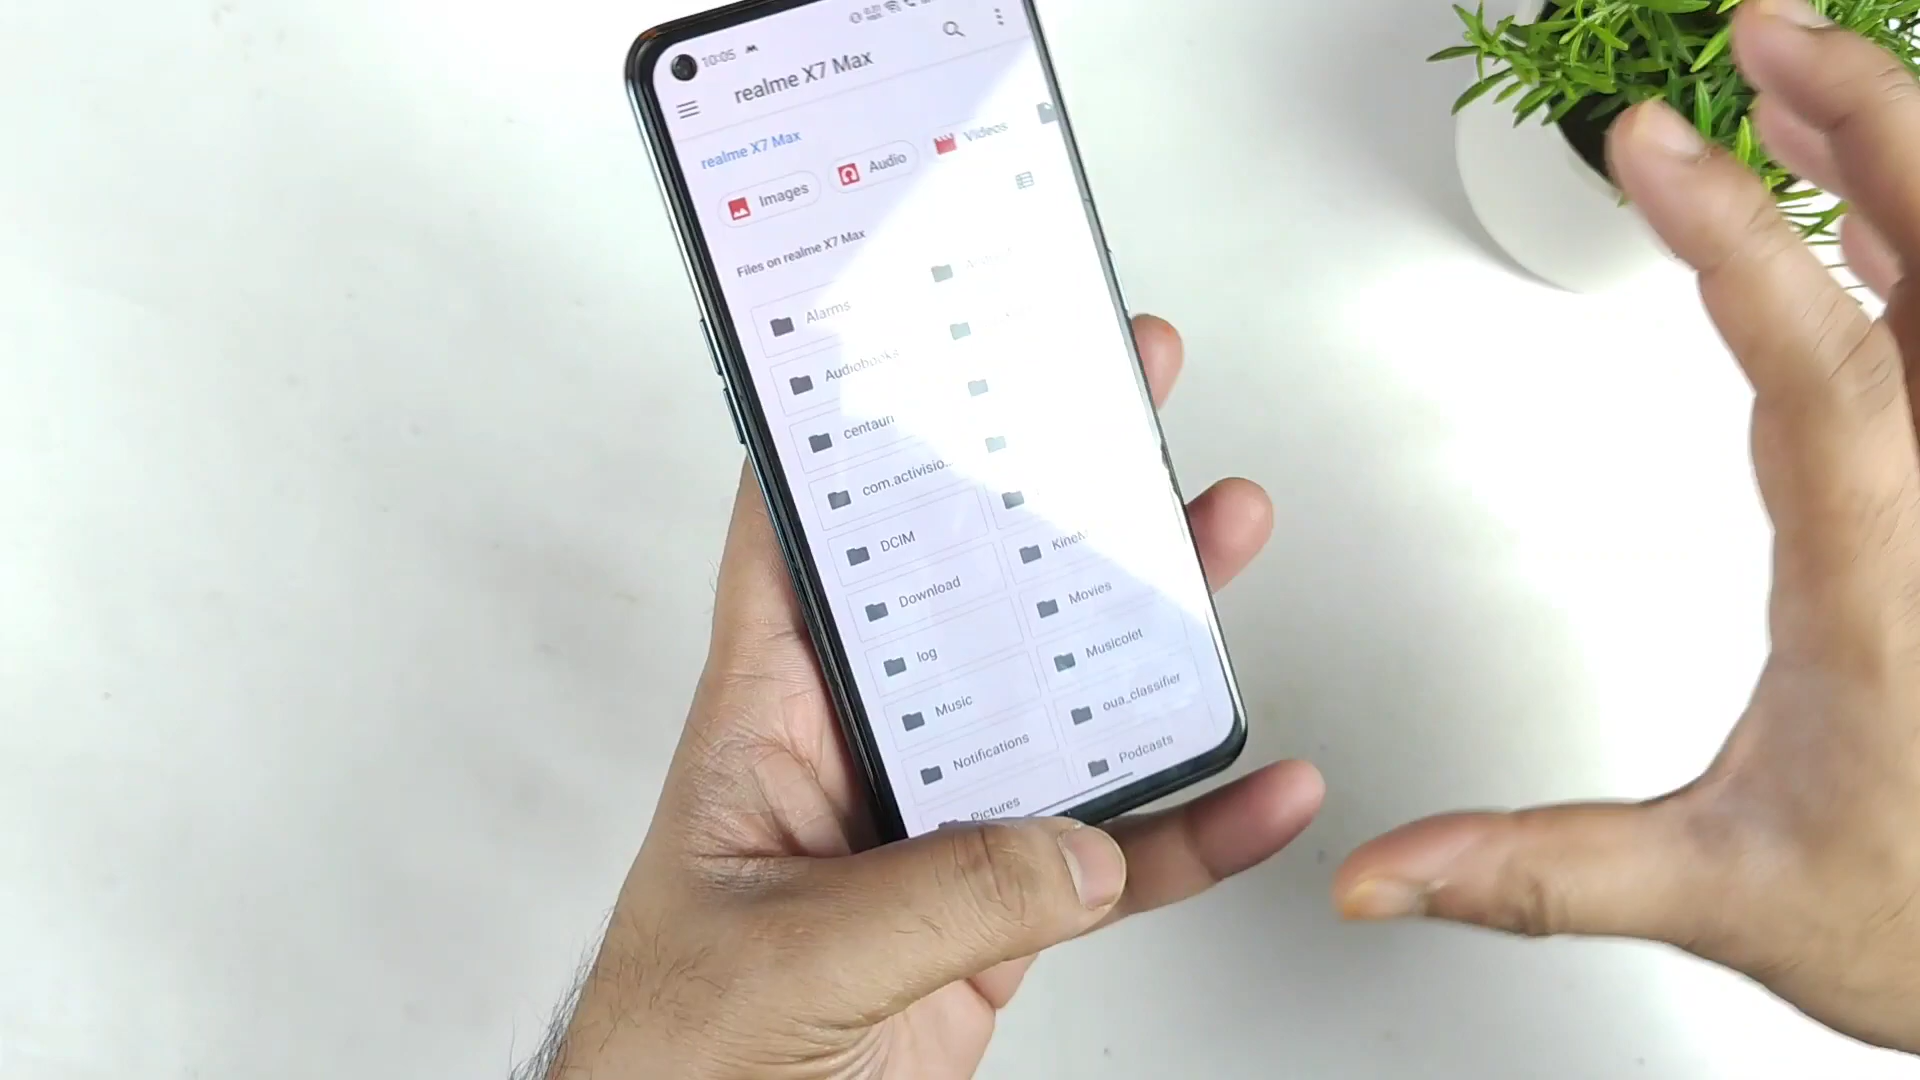 10:05
realme X7 Max
realme X7 Max
Images
Audio
Videos
Files on realme X7 Max
Alarms
Audiobooks
centauri
com.activisio...
DCIM
Download
Movies
log
Musicolet
Music
oua_classifier
Notifications
Podcasts
Pictures